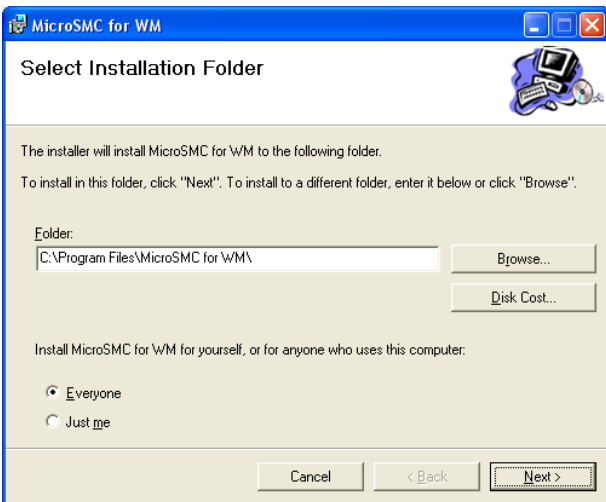 MicroSMC for WM
Select Installation Folder
The installer will install MicroSMC for WM to the following folder.
To install in this folder, click "Next". To install to a different folder, enter it below or click "Browse".
Folder:
C:\Program Files\MicroSMC for WM\
Browse...
Disk Cost...
Install MicroSMC for WM for yourself, or for anyone who uses this computer:
Everyone
Just me
Cancel
< Back
Next >